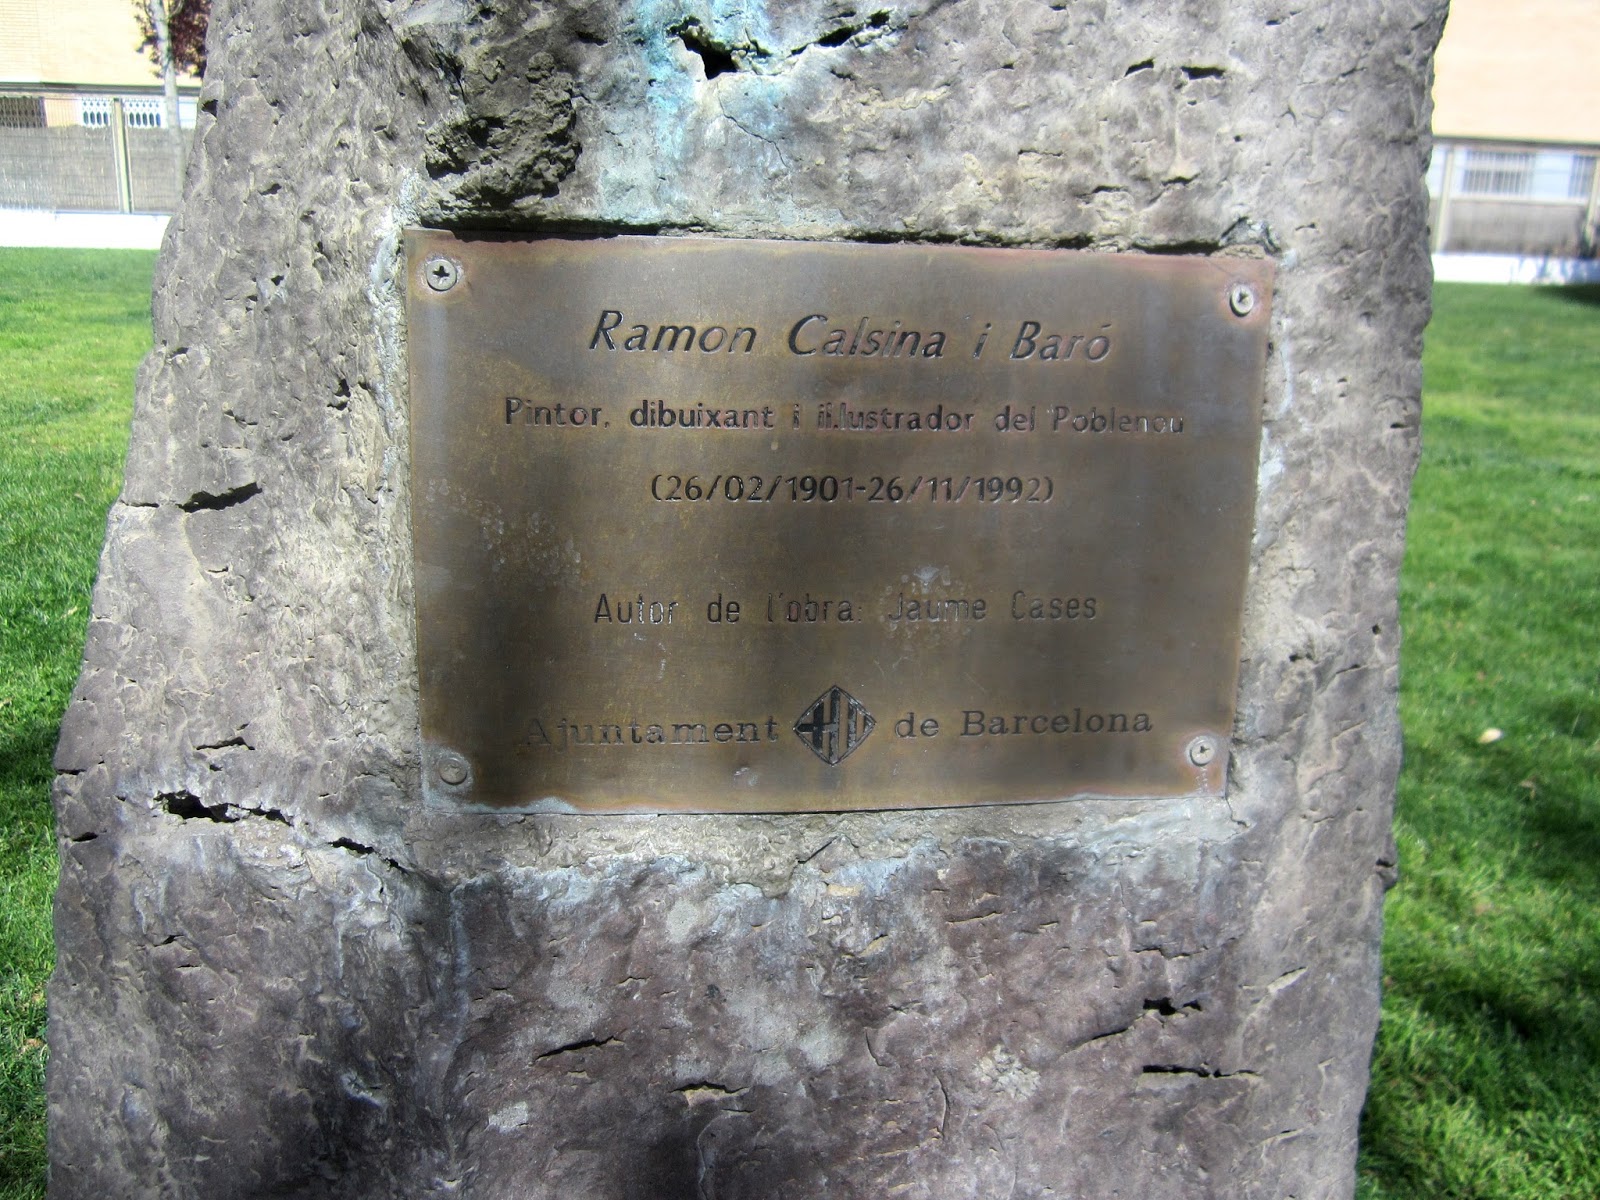 Ramon Calsina i Baró
Pintor, dibuixant i il.lustrador del Poblenou
(26/02/1901-26/11/1992)
Autor de l'obra: Jaume Cases
Ajuntament de Barcelona